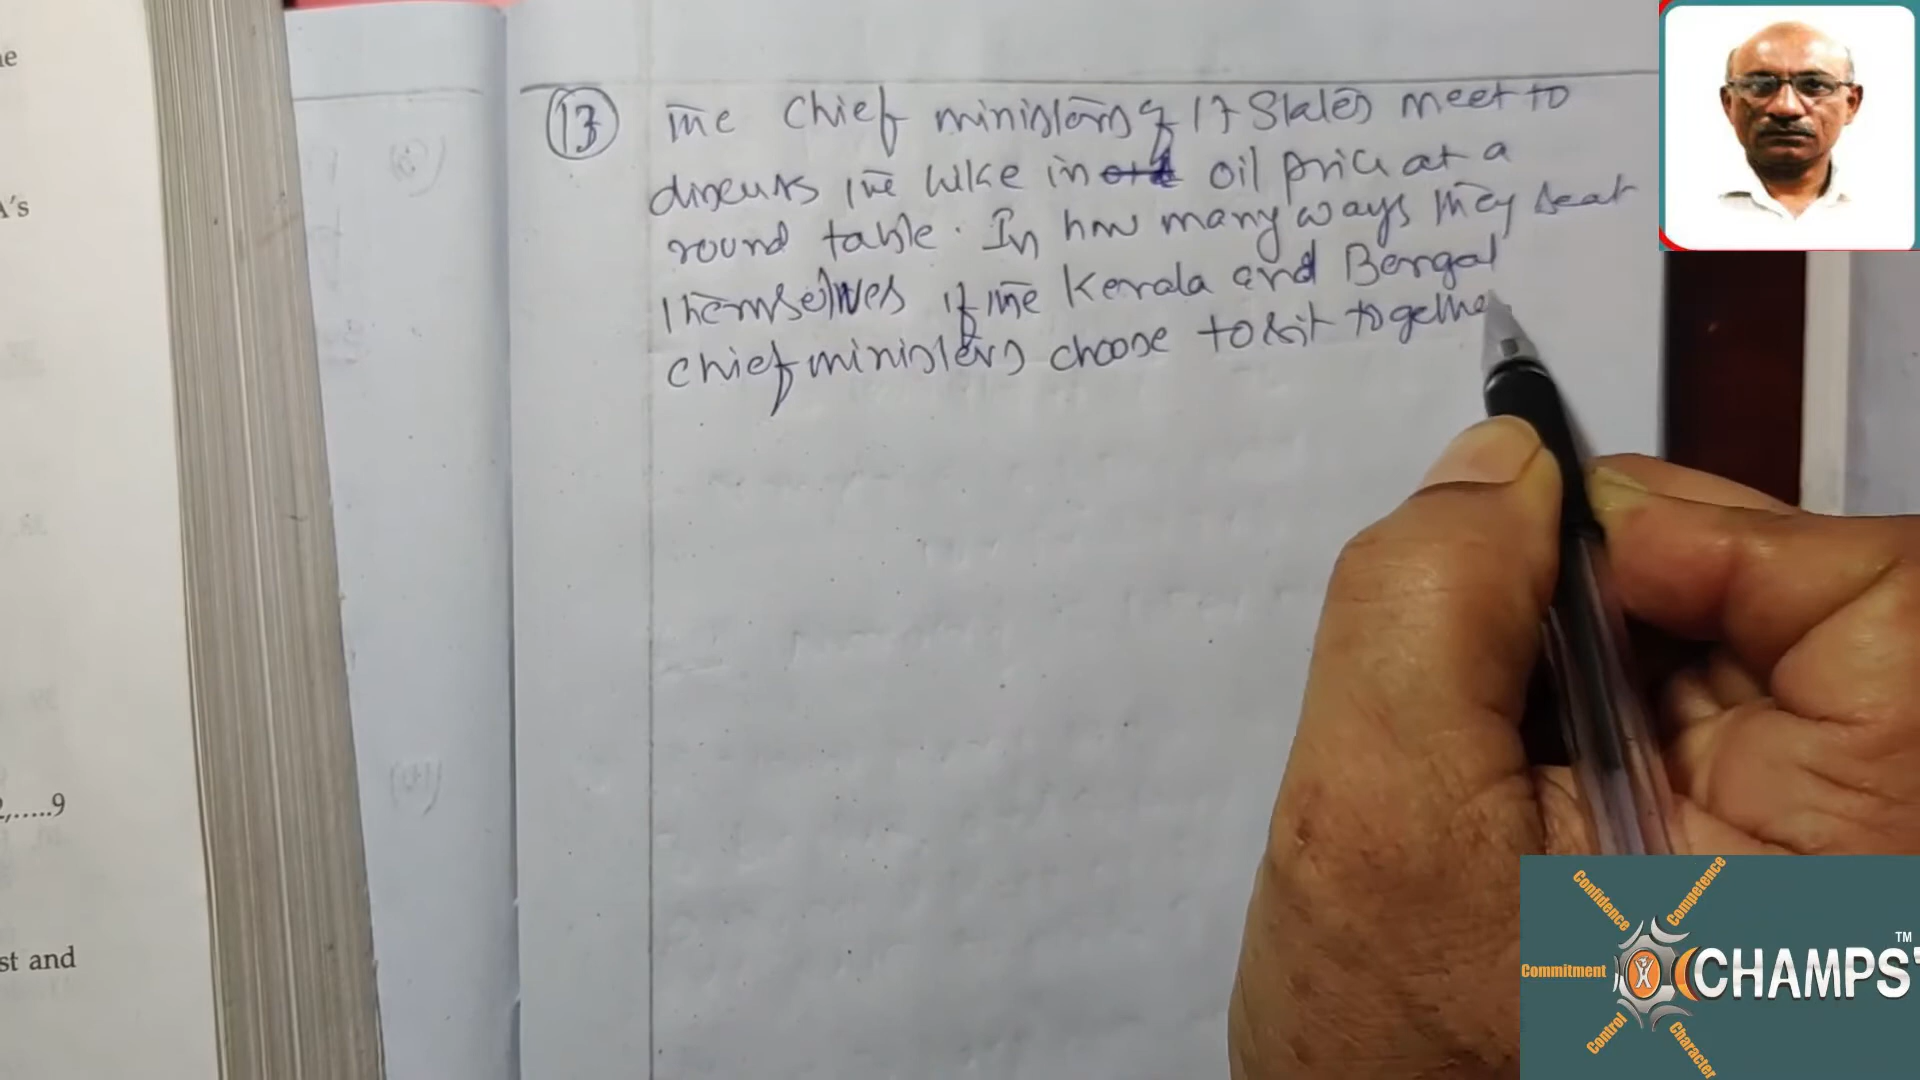 e
A's
2,.....9
st and
(13) The Chief ministers of 17 States meet to
discuss the hike in oil price at a
round table. In how many ways they seat
themselves if the Kerala and Bengal
chief ministers choose to sit togethe
Confidence
Competence
Commitment
CHAMPS™
Control
Character